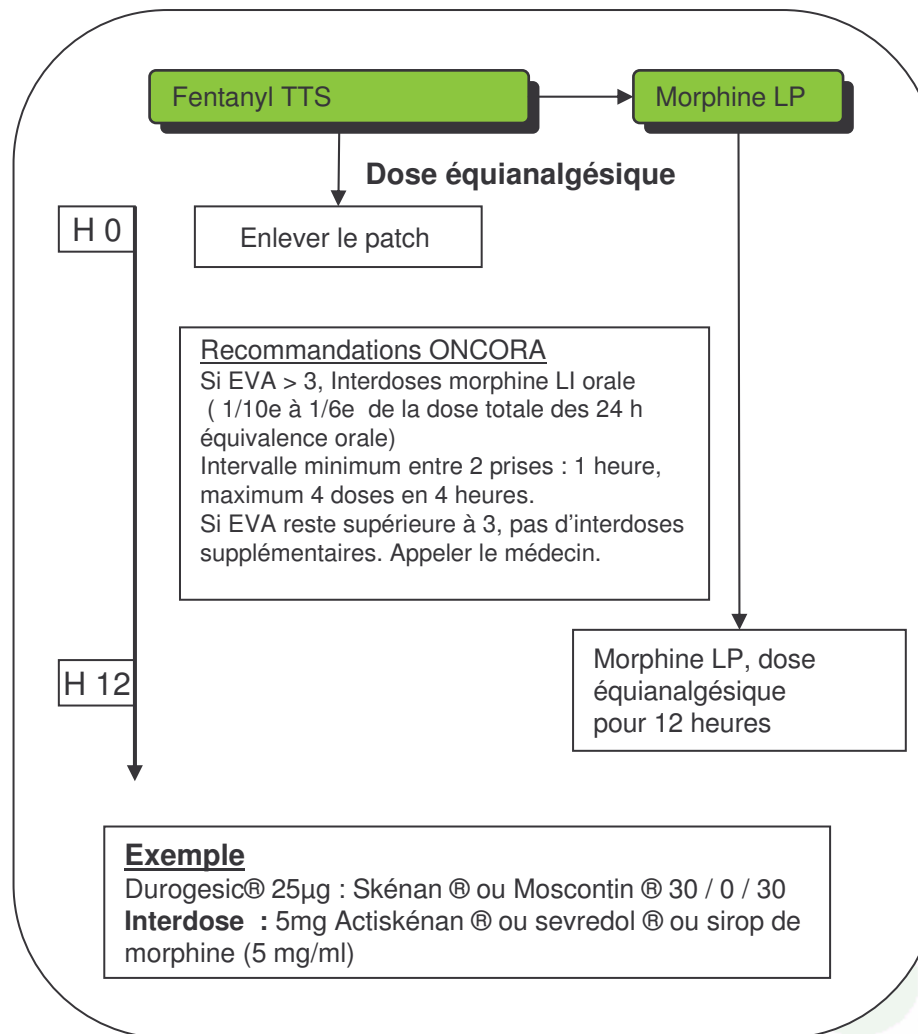 Fentanyl TTS
Morphine LP
Dose équianalgésique
H 0
Enlever le patch
Recommandations ONCORA
Si EVA > 3, Interdoses morphine LI orale
( 1/10e à 1/6e de la dose totale des 24 h
équivalence orale)
Intervalle minimum entre 2 prises : 1 heure,
maximum 4 doses en 4 heures.
Si EVA reste supérieure à 3, pas d'interdoses
supplémentaires. Appeler le médecin.
H 12
Morphine LP, dose
équianalgésique
pour 12 heures
Exemple
Durogesic® 25µg : Skénan ® ou Moscontin ® 30 / 0 / 30
Interdose : 5mg Actiskénan ® ou sevredol ® ou sirop de
morphine (5 mg/ml)